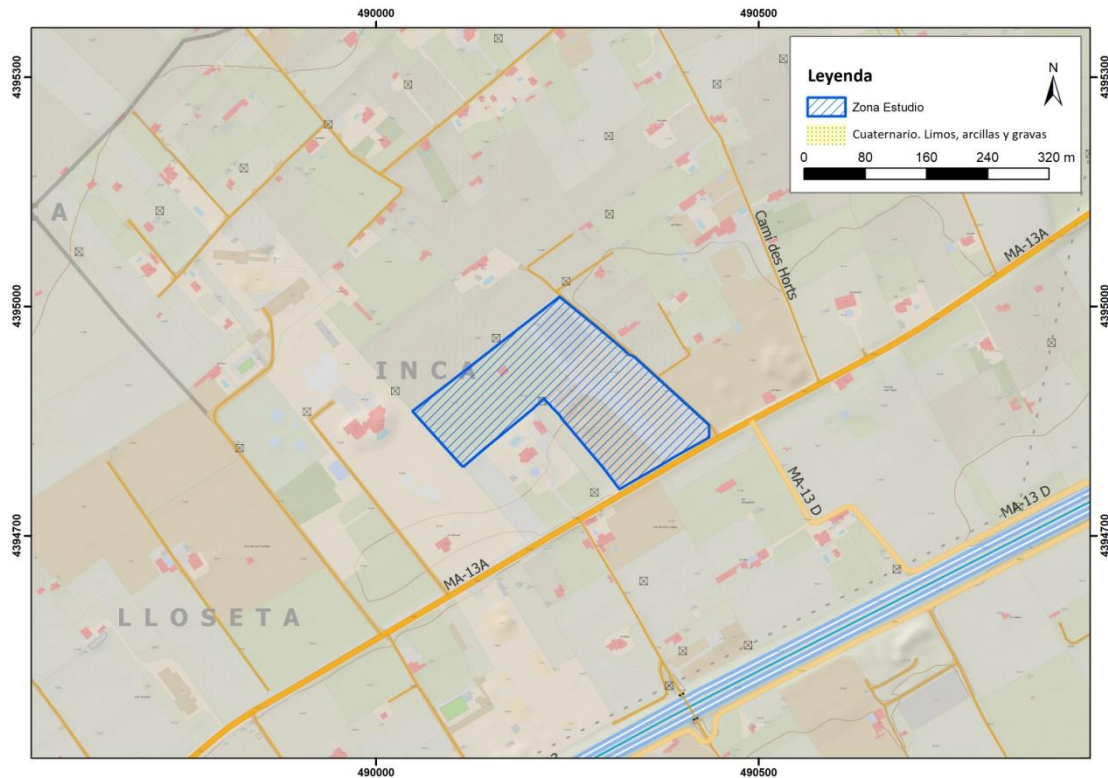 490000
490500
4395300
4395300
Leyenda
N
Zona Estudio
Cuaternario. Limos, arcillas y gravas
0 80 160 240 320 m
A
Camí des Horts
MA-13A
4395000
4395000
INCA
MA-13 D
MA-13 D
4394700
4394700
MA-13A
LLOSETA
490000
490500